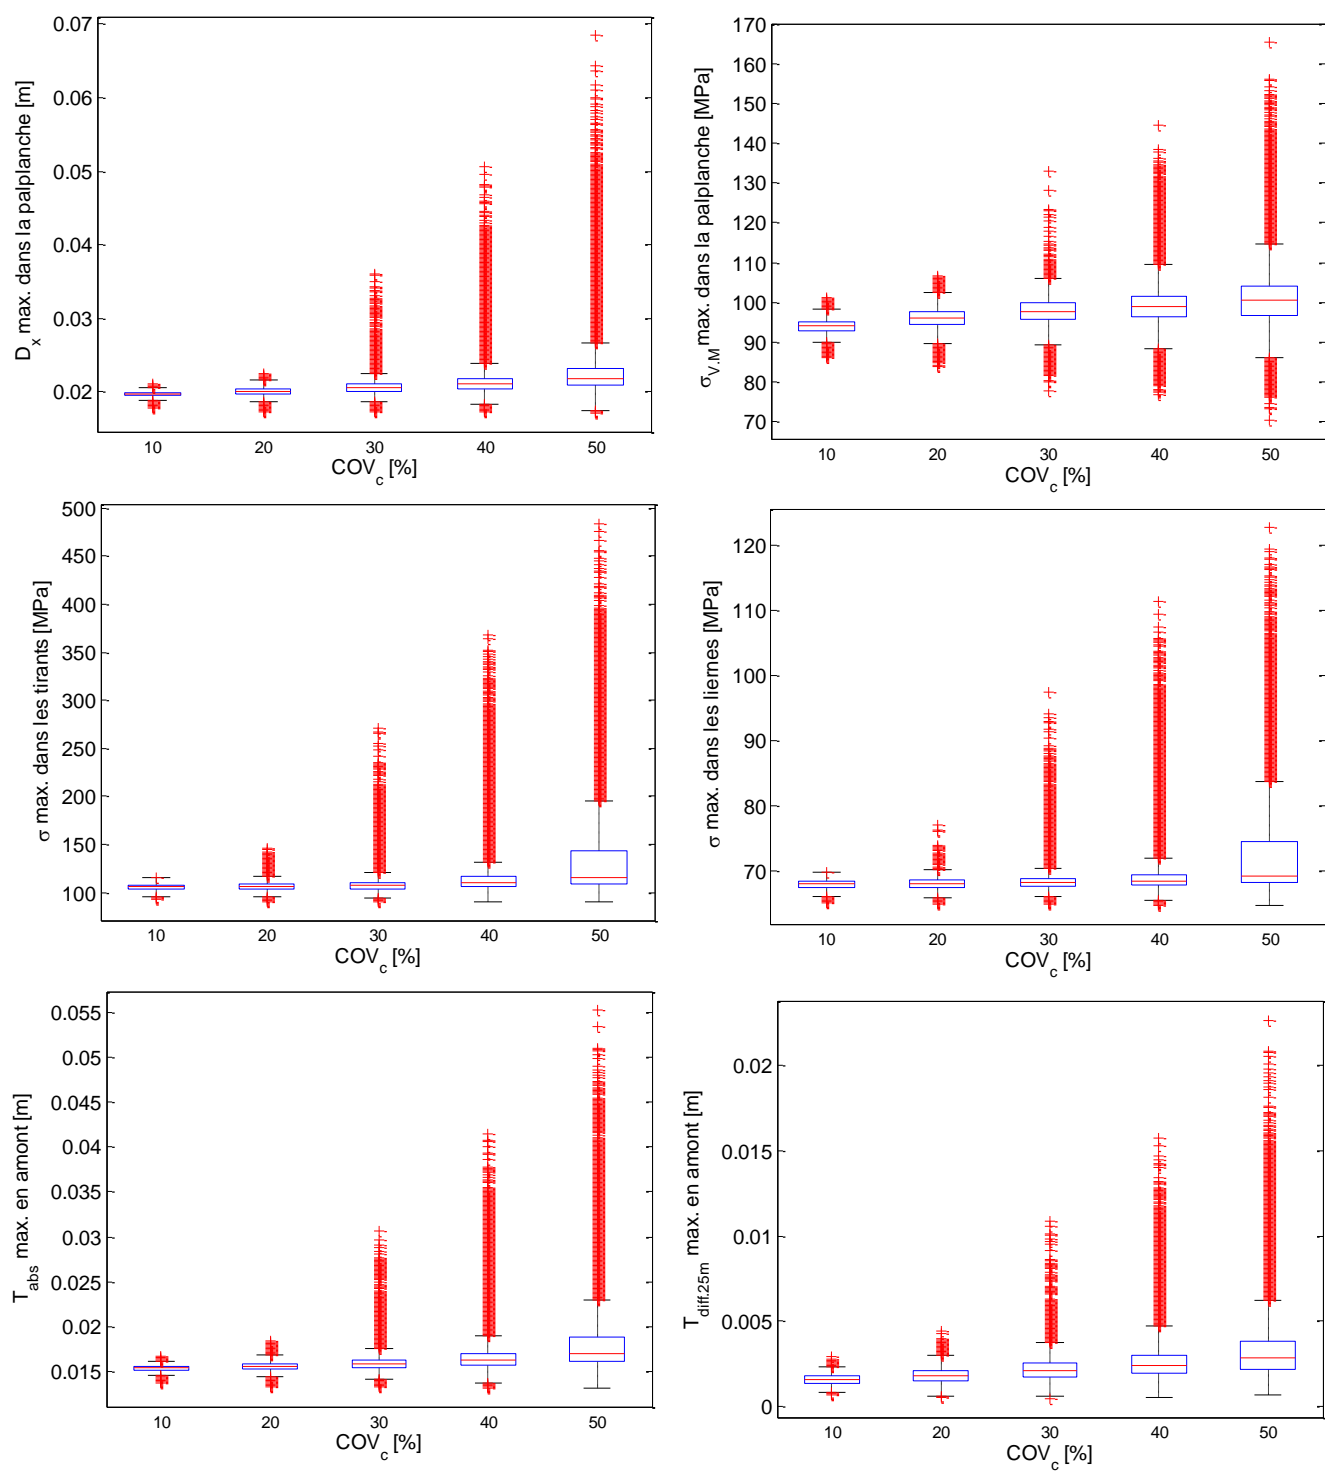 D_x max. dans la palplanche [m]
0.07
0.06
0.05
0.04
0.03
0.02
10 20 30 40 50
COV_c [%]
σ_V.M max. dans la palplanche [MPa]
170
160
150
140
130
120
110
100
90
80
70
10 20 30 40 50
COV_c [%]
σ max. dans les tirants [MPa]
500
450
400
350
300
250
200
150
100
10 20 30 40 50
COV_c [%]
σ max. dans les liernes [MPa]
120
110
100
90
80
70
10 20 30 40 50
COV_c [%]
T_abs max. en amont [m]
0.055
0.05
0.045
0.04
0.035
0.03
0.025
0.02
0.015
10 20 30 40 50
COV_c [%]
T_diff.25m max. en amont [m]
0.02
0.015
0.01
0.005
0
10 20 30 40 50
COV_c [%]